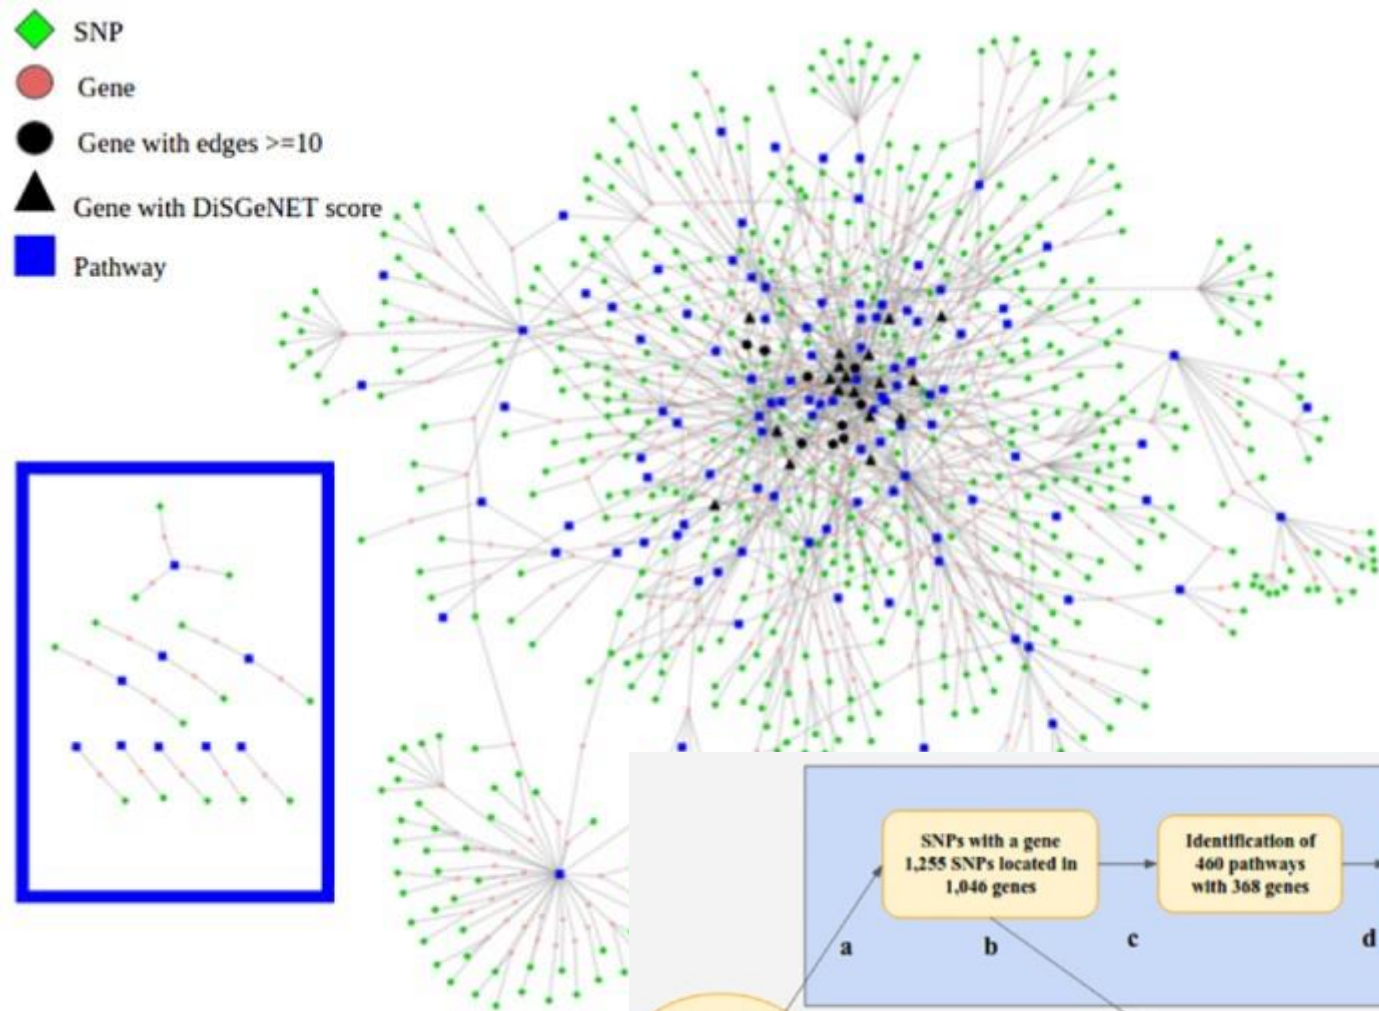 SNP
Gene
Gene with edges >=10
Gene with DiSGeNET score
Pathway
SNPs with a gene
1,255 SNPs located in
1,046 genes
Identification of
460 pathways
with 368 genes
a
b
c
d